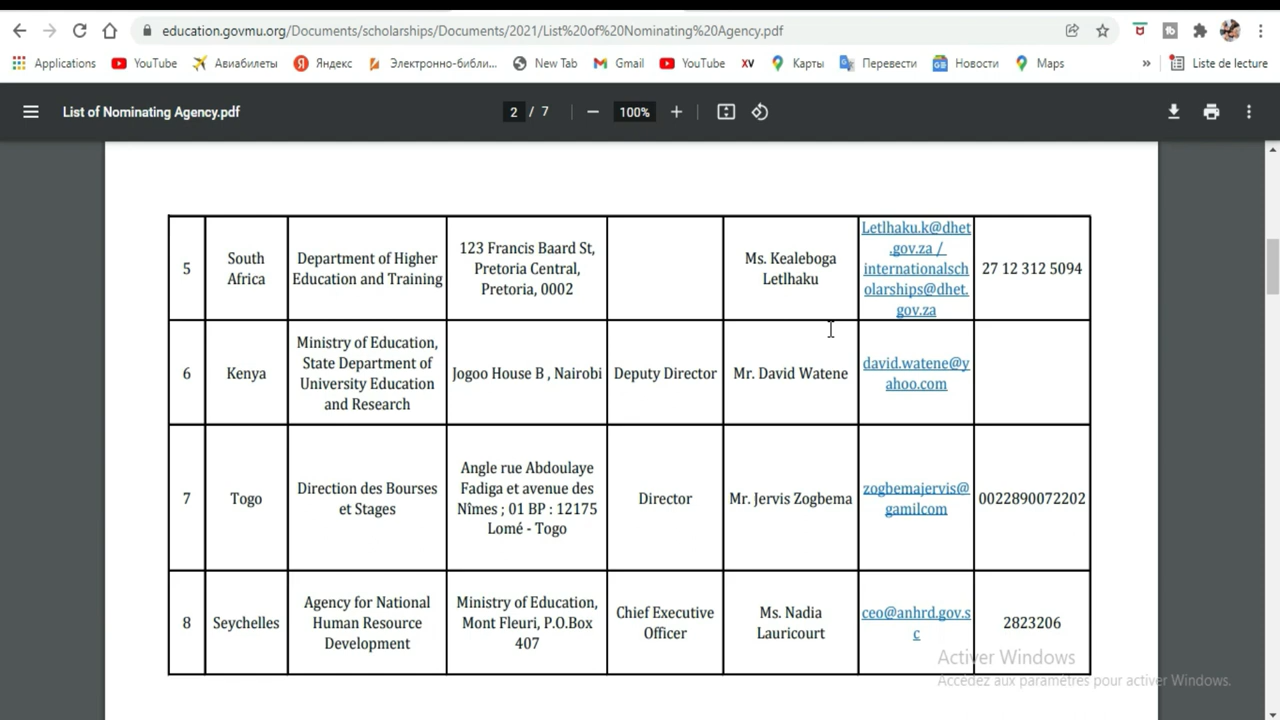 education.govmu.org/Documents/scholarships/Documents/2021/List%20of%20Nominating%20Agency.pdf
Applications
YouTube
Авиабилеты
Яндекс
Электронно-библи...
New Tab
Gmail
YouTube
XV
Карты
Перевести
Новости
Maps
»
Liste de lecture
List of Nominating Agency.pdf
2 / 7
100%
5
South
Africa
Department of Higher
Education and Training
123 Francis Baard St,
Pretoria Central,
Pretoria, 0002
Ms. Kealeboga
Letlhaku
Letlhaku.k@dhet
.gov.za /
internationalsch
olarships@dhet.
gov.za
27 12 312 5094
6
Kenya
Ministry of Education,
State Department of
University Education
and Research
Jogoo House B , Nairobi
Deputy Director
Mr. David Watene
david.watene@y
ahoo.com
7
Togo
Direction des Bourses
et Stages
Angle rue Abdoulaye
Fadiga et avenue des
Nîmes ; 01 BP : 12175
Lomé - Togo
Director
Mr. Jervis Zogbema
zogbemajervis@
gamilcom
0022890072202
8
Seychelles
Agency for National
Human Resource
Development
Ministry of Education,
Mont Fleuri, P.O.Box
407
Chief Executive
Officer
Ms. Nadia
Lauricourt
ceo@anhrd.gov.s
c
2823206
Activer Windows
Accédez aux paramètres pour activer Windows.